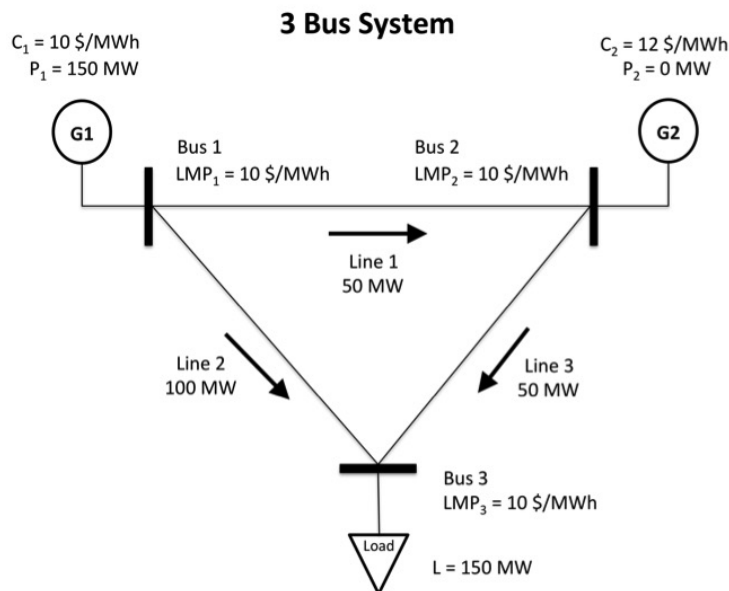 3 Bus System
C₁ = 10 $/MWh
P₁ = 150 MW
C₂ = 12 $/MWh
P₂ = 0 MW
G1
G2
Bus 1
LMP₁ = 10 $/MWh
Bus 2
LMP₂ = 10 $/MWh
Line 1
50 MW
Line 2
100 MW
Line 3
50 MW
Bus 3
LMP₃ = 10 $/MWh
Load
L = 150 MW